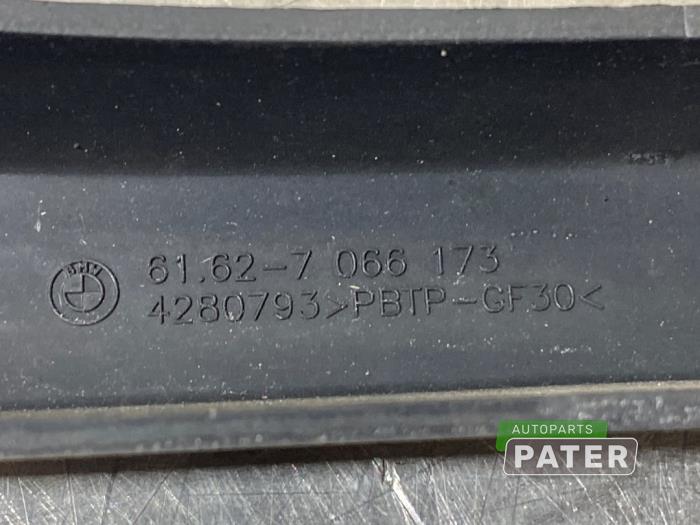 BMW
61.62-7 066 173
4280793>PBTP-GF30<
AUTOPARTS
PATER